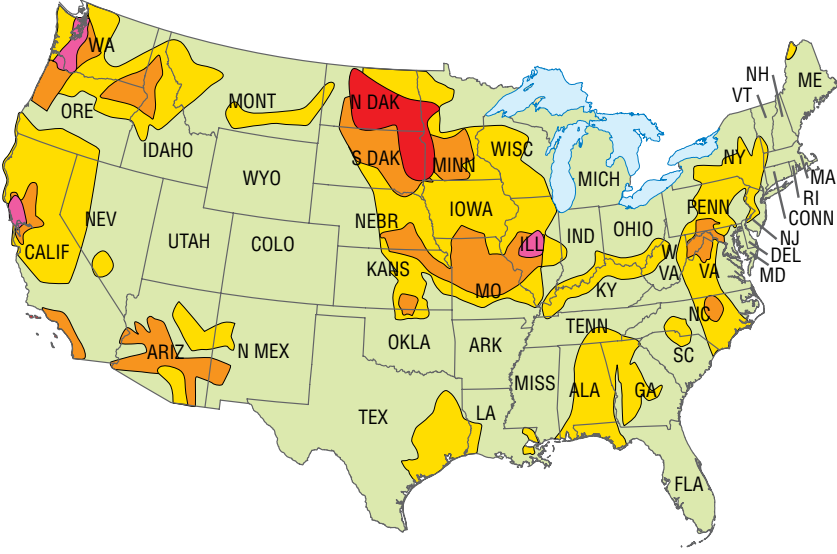 WA
ORE
CALIF
NEV
IDAHO
MONT
WYO
UTAH
COLO
ARIZ
N MEX
N DAK
S DAK
NEBR
KANS
OKLA
TEX
MINN
IOWA
MO
ARK
LA
WISC
ILL
MICH
IND
OHIO
KY
TENN
MISS
ALA
GA
FLA
SC
NC
VA
W
VA
PENN
NY
VT
NH
ME
MA
RI
CONN
NJ
DEL
MD